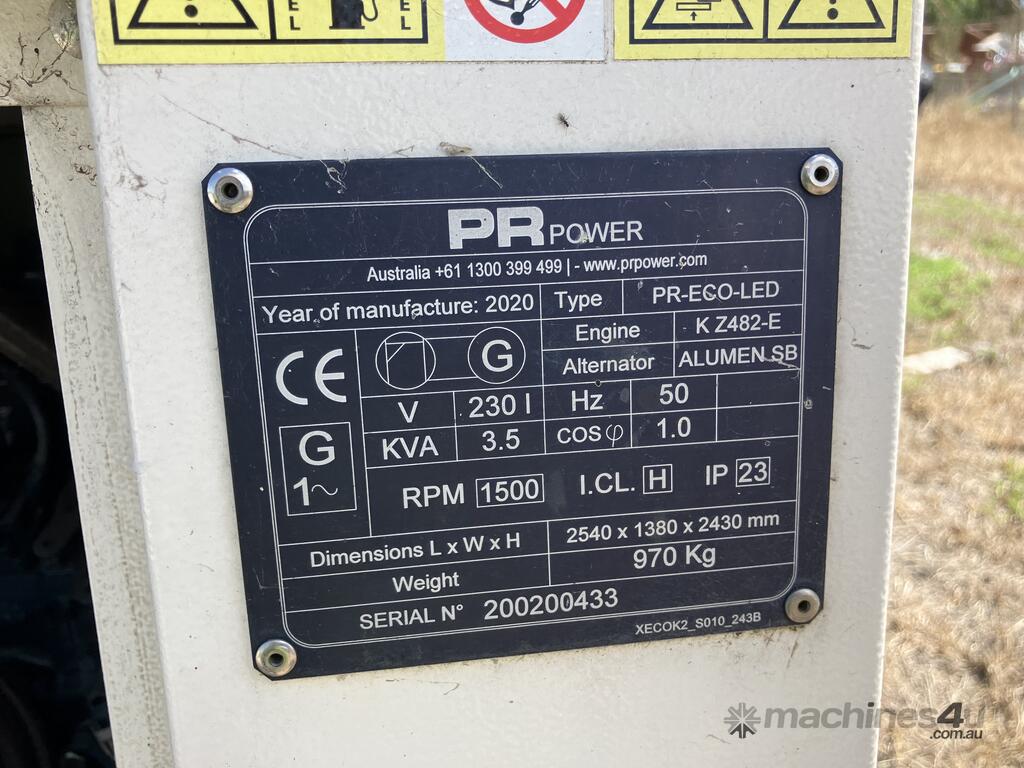 EL
EL
PR POWER
Australia +61 1300 399 499 | - www.prpower.com
Year of manufacture: 2020 Type PR-ECO-LED
Engine K Z482-E
Alternator ALUMEN SB
CE G
V 230 I Hz 50
KVA 3.5 COS φ 1.0
G
1~
RPM 1500 I.CL. H IP 23
Dimensions L x W x H 2540 x 1380 x 2430 mm
Weight 970 Kg
SERIAL N° 200200433
XECOK2_S010_243B
machines4u
.com.au